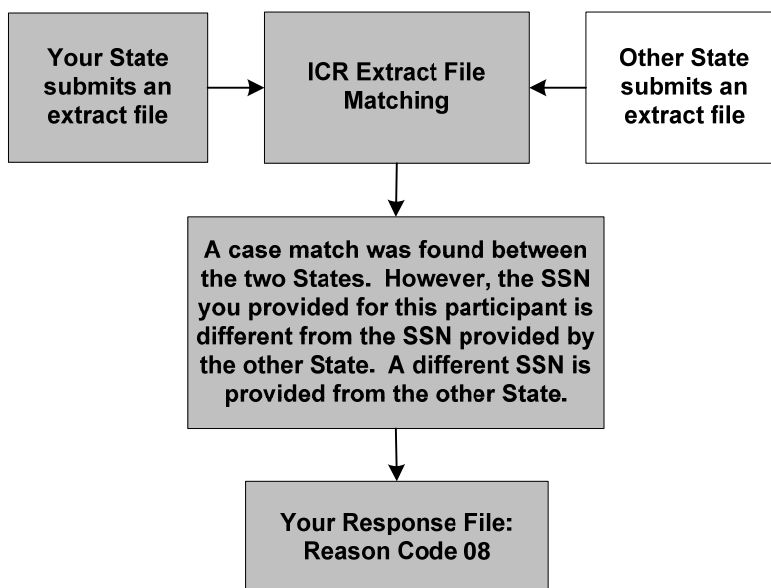 Your State
submits an
extract file
ICR Extract File
Matching
Other State
submits an
extract file
A case match was found between
the two States.  However, the SSN
you provided for this participant is
different from the SSN provided by
the other State.  A different SSN is
provided from the other State.
Your Response File:
Reason Code 08